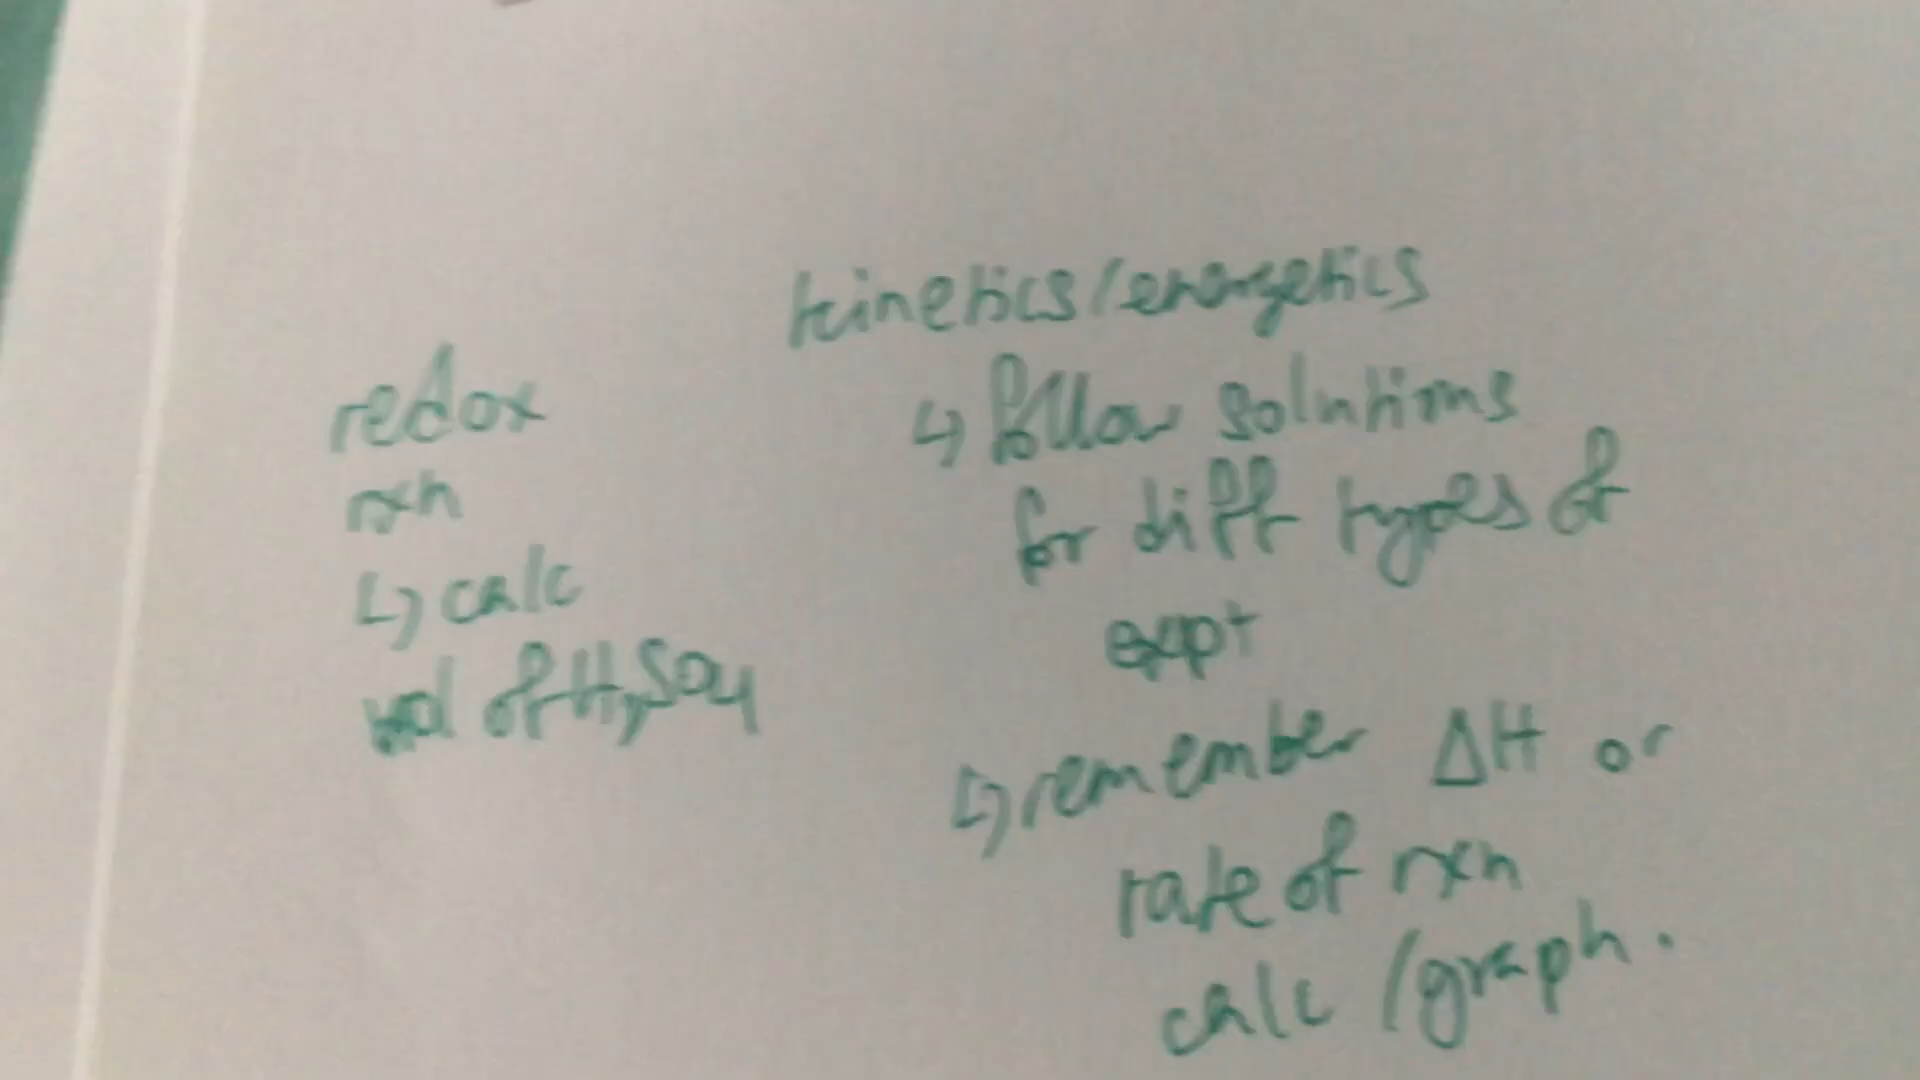 redox
rxn
↳ calc
vol of H2SO4
kinetics/energetics
↳ follow solutions
for diff types of
expt
↳ remember ΔH or
rate of rxn
calc / graph.